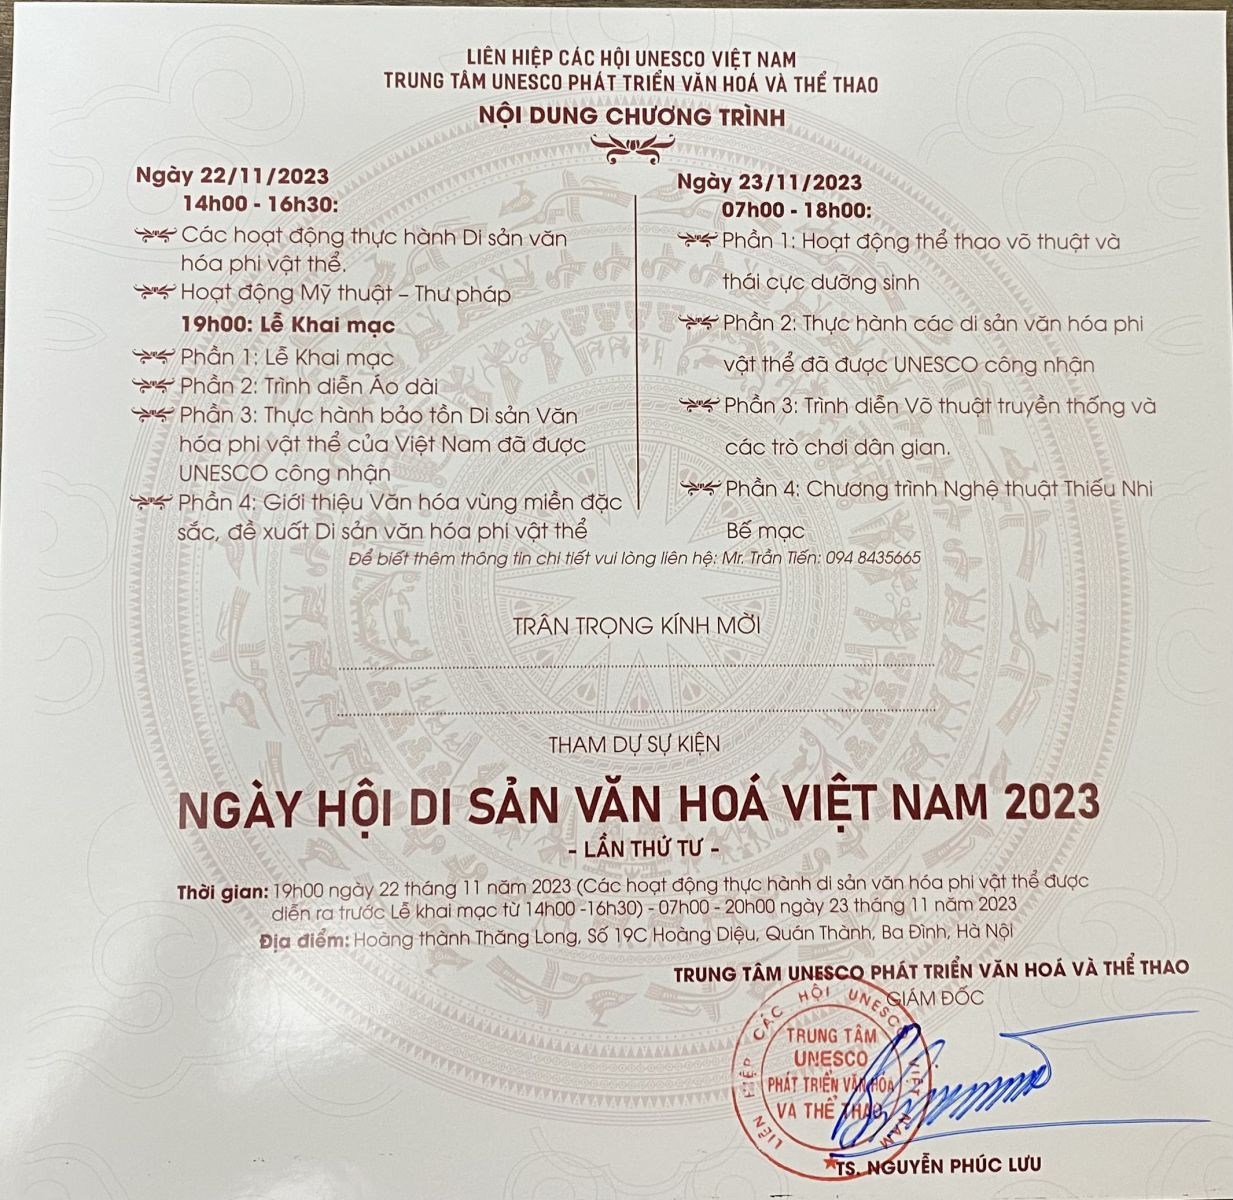 LIÊN HIỆP CÁC HỘI UNESCO VIỆT NAM
TRUNG TÂM UNESCO PHÁT TRIỂN VĂN HOÁ VÀ THỂ THAO
NỘI DUNG CHƯƠNG TRÌNH
Ngày 22/11/2023
14h00 - 16h30:
Các hoạt động thực hành Di sản văn
hóa phi vật thể.
Hoạt động Mỹ thuật – Thư pháp
19h00: Lễ Khai mạc
Phần 1: Lễ Khai mạc
Phần 2: Trình diễn Áo dài
Phần 3: Thực hành bảo tồn Di sản Văn
hóa phi vật thể của Việt Nam đã được
UNESCO công nhận
Phần 4: Giới thiệu Văn hóa vùng miền đặc
sắc, đề xuất Di sản văn hóa phi vật thể
Ngày 23/11/2023
07h00 - 18h00:
Phần 1: Hoạt động thể thao võ thuật và
thái cực dưỡng sinh
Phần 2: Thực hành các di sản văn hóa phi
vật thể đã được UNESCO công nhận
Phần 3: Trình diễn Võ thuật truyền thống và
các trò chơi dân gian.
Phần 4: Chương trình Nghệ thuật Thiếu Nhi
Bế mạc
Để biết thêm thông tin chi tiết vui lòng liên hệ: Mr. Trần Tiến: 094 8435665
TRÂN TRỌNG KÍNH MỜI
THAM DỰ SỰ KIỆN
NGÀY HỘI DI SẢN VĂN HOÁ VIỆT NAM 2023
- LẦN THỨ TƯ -
Thời gian: 19h00 ngày 22 tháng 11 năm 2023 (Các hoạt động thực hành di sản văn hóa phi vật thể được
diễn ra trước Lễ khai mạc từ 14h00 -16h30) - 07h00 - 20h00 ngày 23 tháng 11 năm 2023
Địa điểm: Hoàng thành Thăng Long, Số 19C Hoàng Diệu, Quán Thành, Ba Đình, Hà Nội
TRUNG TÂM UNESCO PHÁT TRIỂN VĂN HOÁ VÀ THỂ THAO
GIÁM ĐỐC
LIÊN HIỆP CÁC HỘI UNESCO VIỆT NAM
TRUNG TÂM
UNESCO
PHÁT TRIỂN VĂN HÓA
VÀ THỂ THAO
TS. NGUYỄN PHÚC LƯU